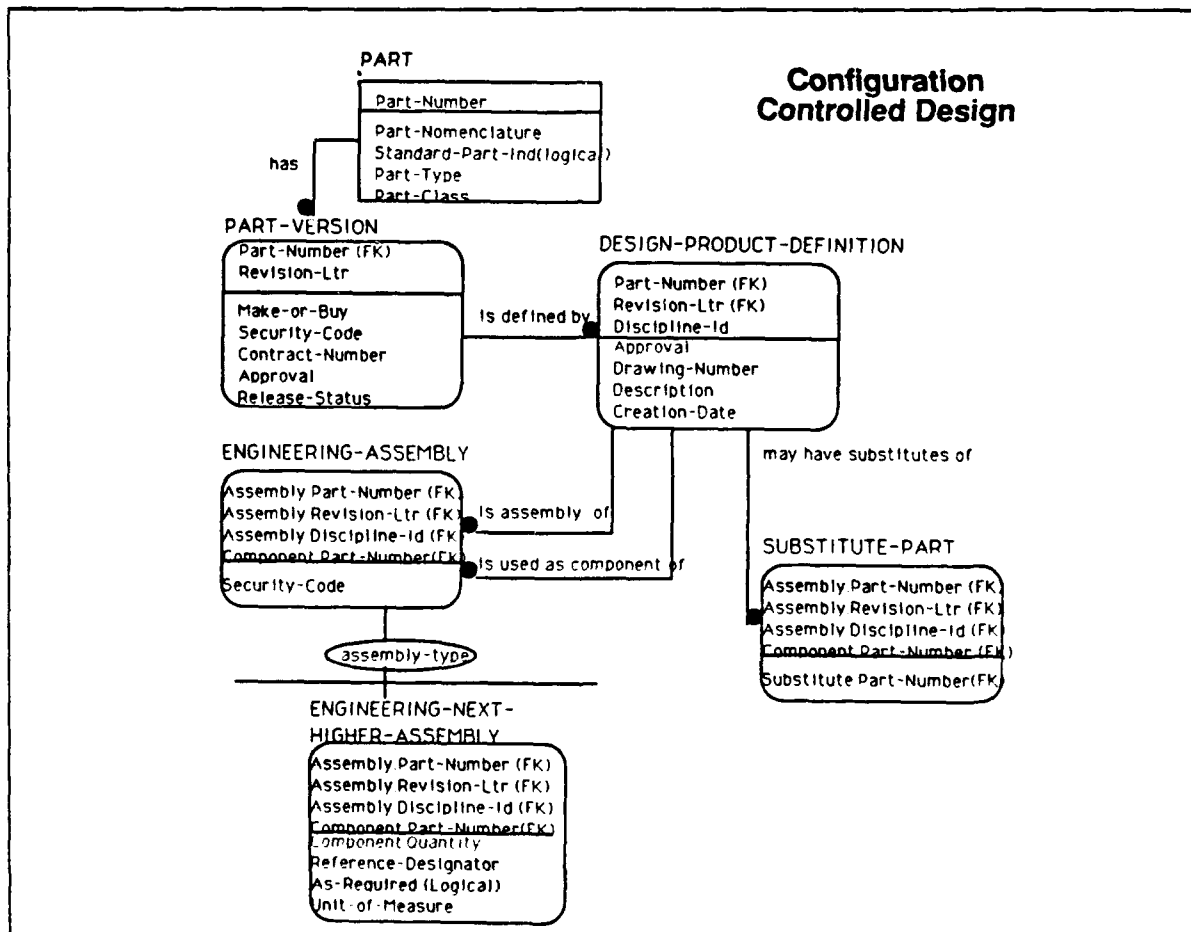 Configuration
Controlled Design
PART
Part-Number
Part-Nomenclature
Standard-Part-Ind(logical)
Part-Type
Part-Class
has
PART-VERSION
Part-Number (FK)
Revision-Ltr
Make-or-Buy
Security-Code
Contract-Number
Approval
Release-Status
is defined by
DESIGN-PRODUCT-DEFINITION
Part-Number (FK)
Revision-Ltr (FK)
Discipline-Id
Approval
Drawing-Number
Description
Creation-Date
ENGINEERING-ASSEMBLY
Assembly Part-Number (FK)
Assembly Revision-Ltr (FK)
Assembly Discipline-Id (FK)
Component Part-Number(FK)
Security-Code
is assembly of
is used as component of
may have substitutes of
SUBSTITUTE-PART
Assembly.Part-Number (FK)
Assembly Revision-Ltr (FK)
Assembly Discipline-Id (FK)
Component Part-Number (FK)
Substitute Part-Number(FK)
assembly-type
ENGINEERING-NEXT-
HIGHER-ASSEMBLY
Assembly.Part-Number (FK)
Assembly Revision-Ltr (FK)
Assembly Discipline-Id (FK)
Component Part-Number(FK)
Component Quantity
Reference-Designator
As-Required (Logical)
Unit-of-Measure